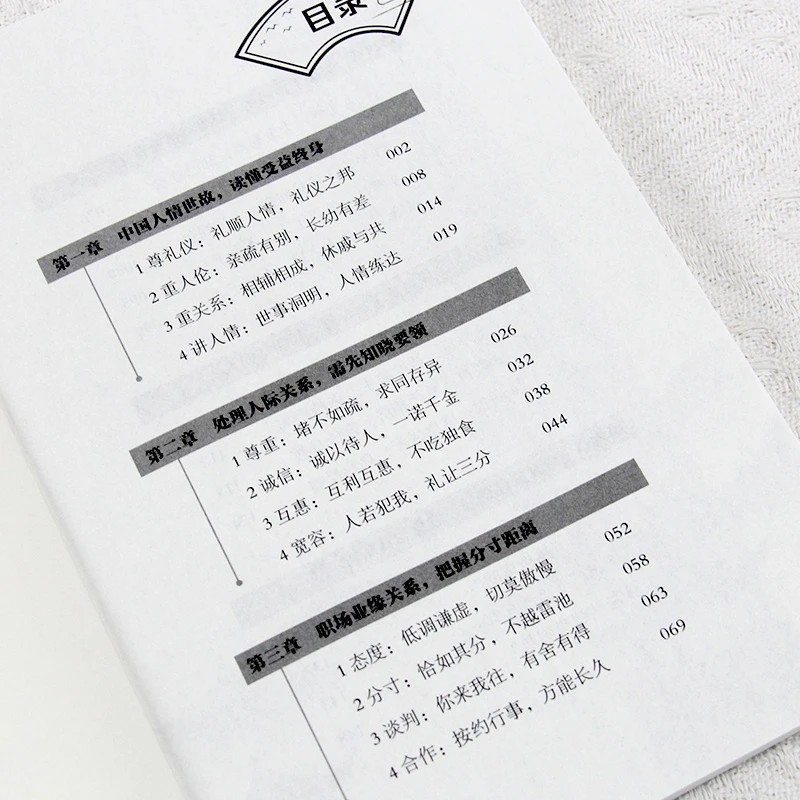 目录
第一章 中国人情世故，读懂受益终身
1 尊礼仪：礼顺人情，礼仪之邦 002
2 重人伦：亲疏有别，长幼有差 008
3 重关系：相辅相成，休戚与共 014
4 讲人情：世事洞明，人情练达 019
第二章 处理人际关系，需先知晓要领
1 尊重：堵不如疏，求同存异 026
2 诚信：诚以待人，一诺千金 032
3 互惠：互利互惠，不吃独食 038
4 宽容：人若犯我，礼让三分 044
第三章 职场业缘关系，把握分寸距离
1 态度：低调谦虚，切莫傲慢 052
2 分寸：恰如其分，不越雷池 058
3 谈判：你来我往，有舍有得 063
4 合作：按约行事，方能长久 069